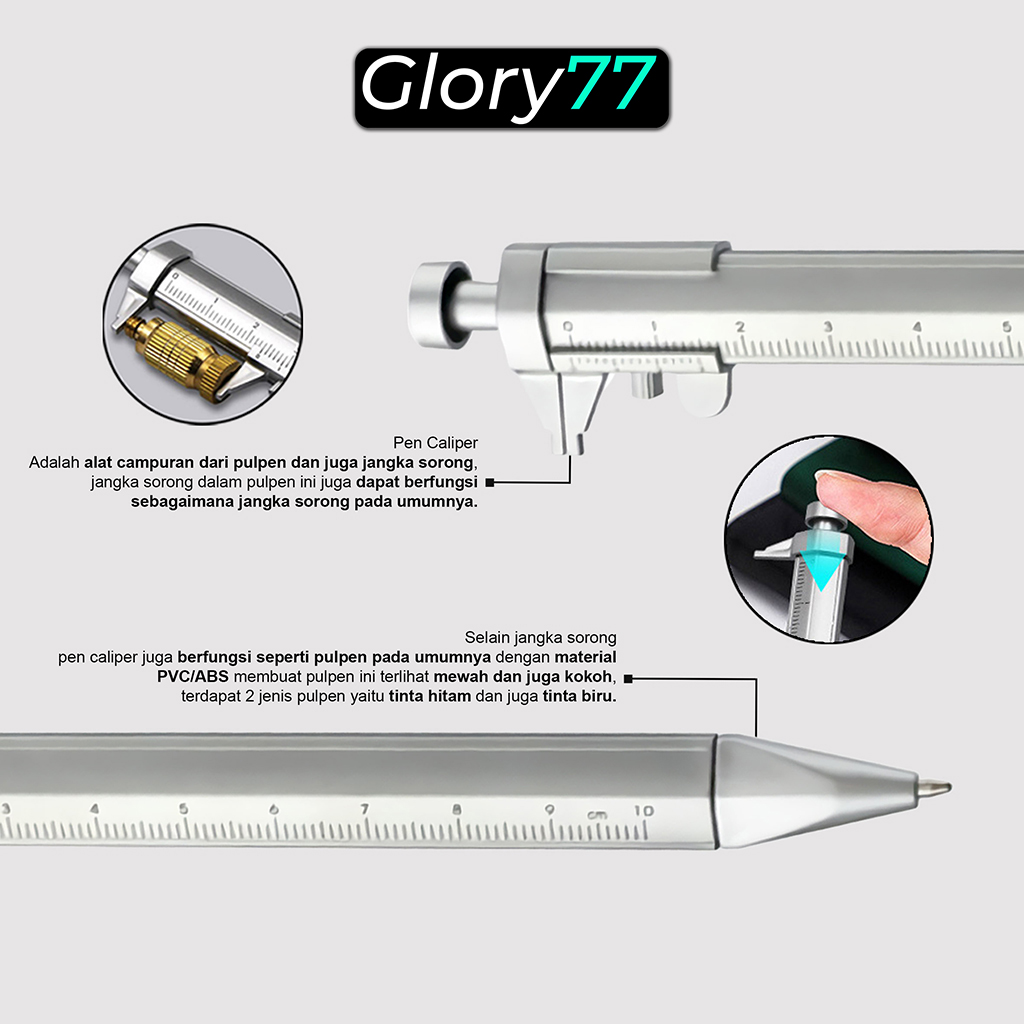 Glory77
0 1 2
0 1 2 3 4 5
Pen Caliper
Adalah alat campuran dari pulpen dan juga jangka sorong,
jangka sorong dalam pulpen ini juga dapat berfungsi
sebagaimana jangka sorong pada umumnya.
Selain jangka sorong
pen caliper juga berfungsi seperti pulpen pada umumnya dengan material
PVC/ABS membuat pulpen ini terlihat mewah dan juga kokoh,
terdapat 2 jenis pulpen yaitu tinta hitam dan juga tinta biru.
3 4 5 6 7 8 9 cm 10